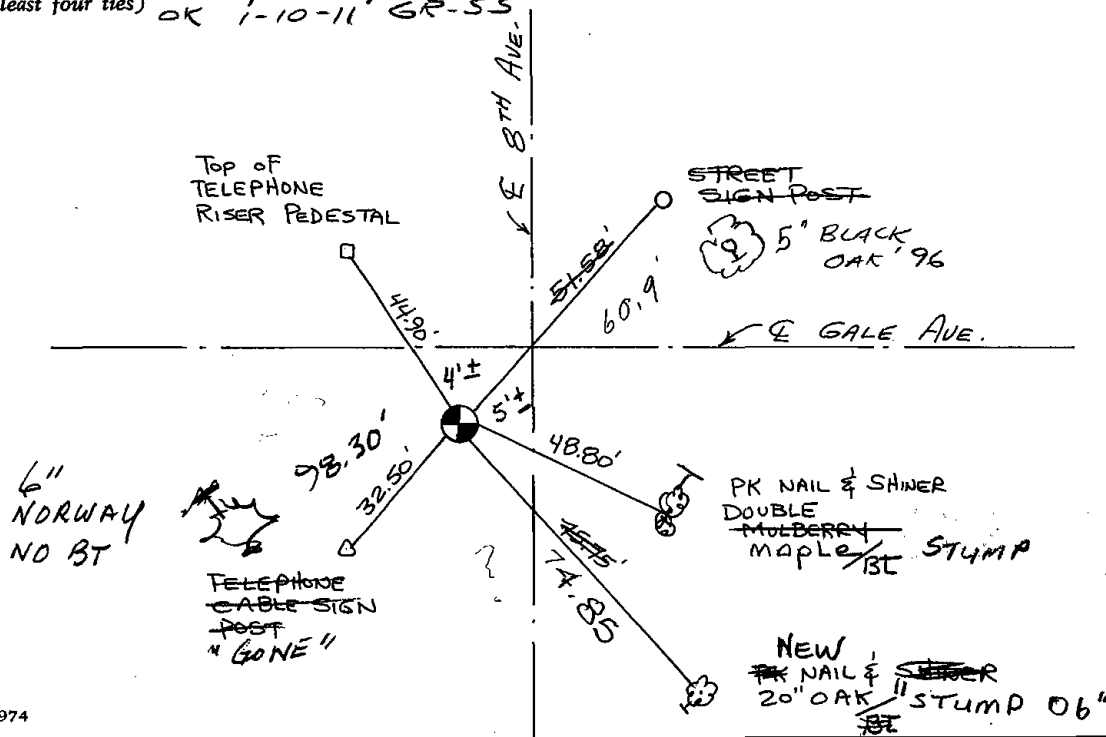 least four ties) OK 1-10-11' GR-SS
℄ 8TH AVE.
Top OF
TELEPHONE
RISER PEDESTAL
STREET
SIGN POST
5" BLACK
OAK '96
51.58'
60.9'
44.90'
℄ GALE AVE.
4'±
5'±
98.30'
32.50'
48.80'
6"
NORWAY
NO BT
PK NAIL & SHINER
DOUBLE
MULBERRY
MAPLE/BT STUMP
75.75'
74.85
TELEPHONE
CABLE SIGN
POST
"GONE"
NEW
PK NAIL & SHINER
20" OAK/BT "STUMP 06"
974